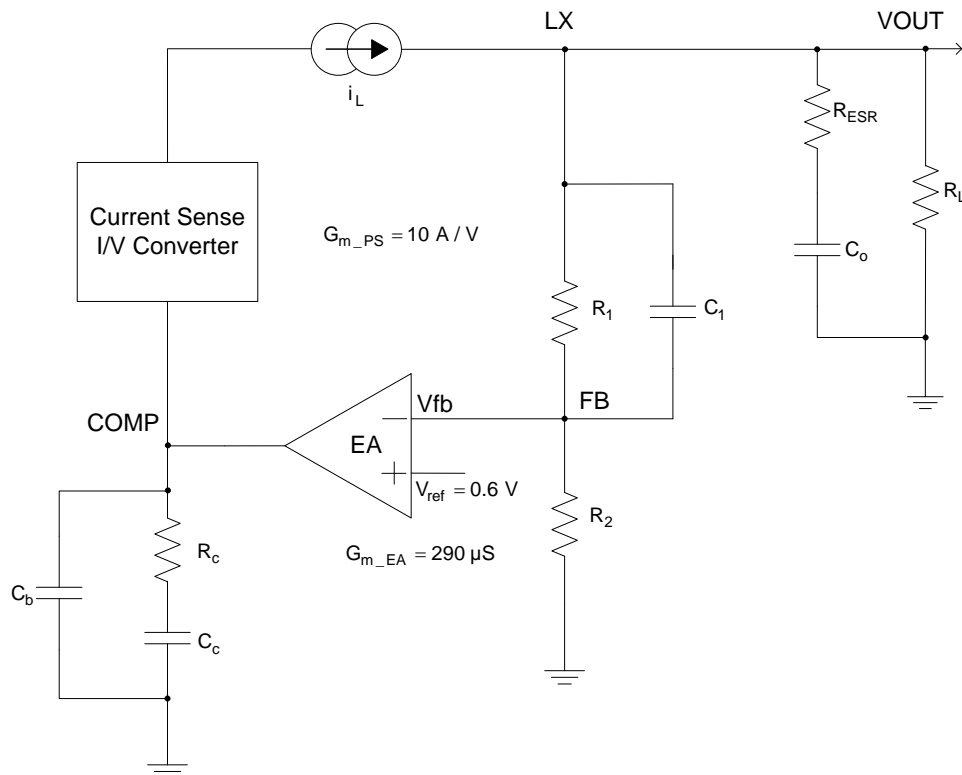 LX
VOUT
i_L
R_ESR
Current Sense
I/V Converter
R_L
G_m_PS = 10 A / V
C_o
R_1
C_1
Vfb
FB
COMP
EA
V_ref = 0.6 V
R_2
R_c
G_m_EA = 290 µS
C_b
C_c